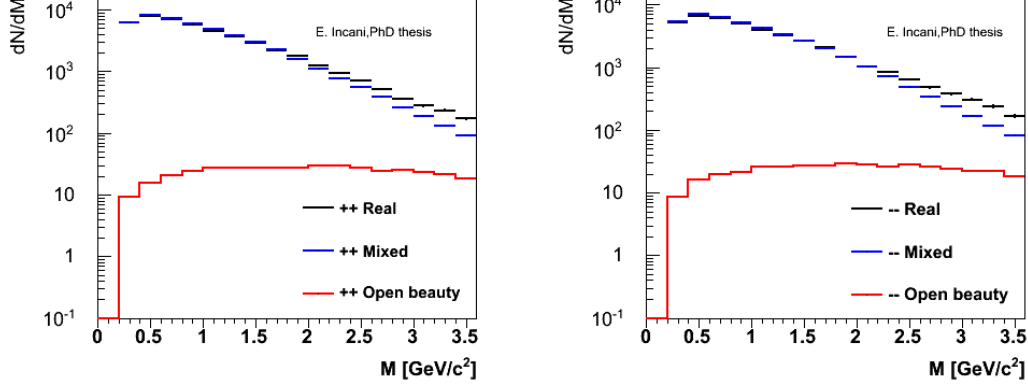 dN/dM
10⁴
10³
10²
10
1
10⁻¹
E. Incani,PhD thesis
++ Real
++ Mixed
++ Open beauty
0 0.5 1 1.5 2 2.5 3 3.5
M [GeV/c²]
dN/dM
10⁴
10³
10²
10
1
10⁻¹
E. Incani,PhD thesis
-- Real
-- Mixed
-- Open beauty
0 0.5 1 1.5 2 2.5 3 3.5
M [GeV/c²]